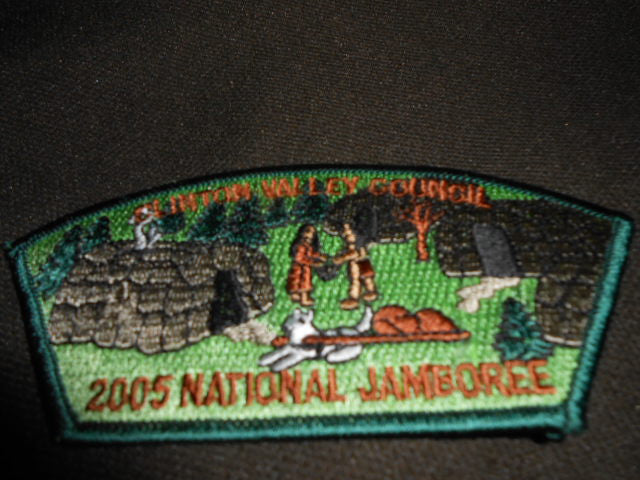 CLINTON VALLEY COUNCIL
2005 NATIONAL JAMBOREE